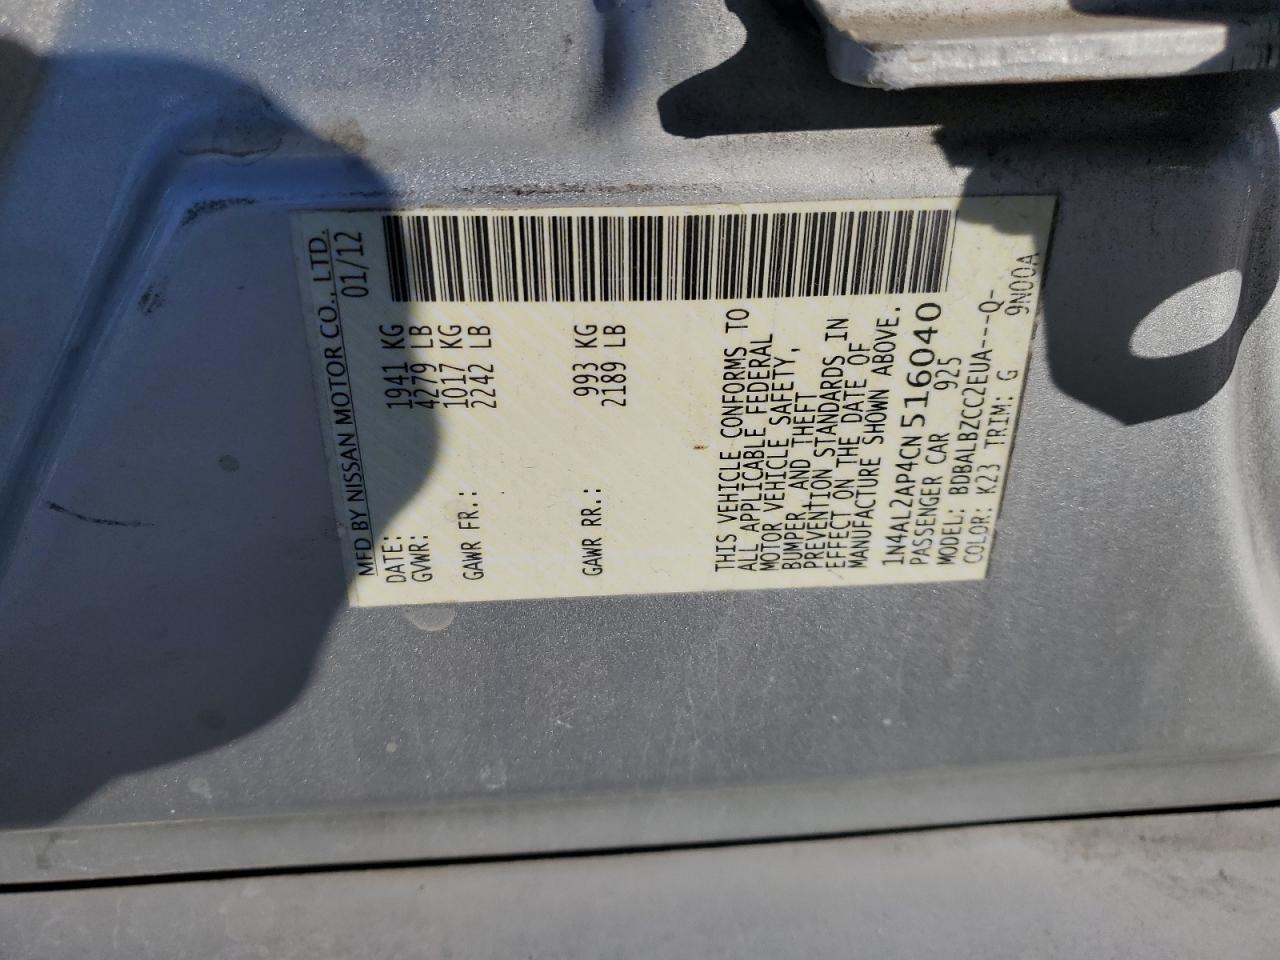 MFD BY NISSAN MOTOR CO., LTD.
DATE: 01/12
GVWR: 1941 KG
4279 LB
GAWR FR.: 1017 KG
2242 LB
GAWR RR.: 993 KG
2189 LB
THIS VEHICLE CONFORMS TO
ALL APPLICABLE FEDERAL
MOTOR VEHICLE SAFETY,
BUMPER AND THEFT
PREVENTION STANDARDS IN
EFFECT ON THE DATE OF
MANUFACTURE SHOWN ABOVE.
1N4AL2AP4CN516040
PASSENGER CAR 925
MODEL: BDBALBZCC2EUA---Q-
COLOR: K23 TRIM: G 9N00A